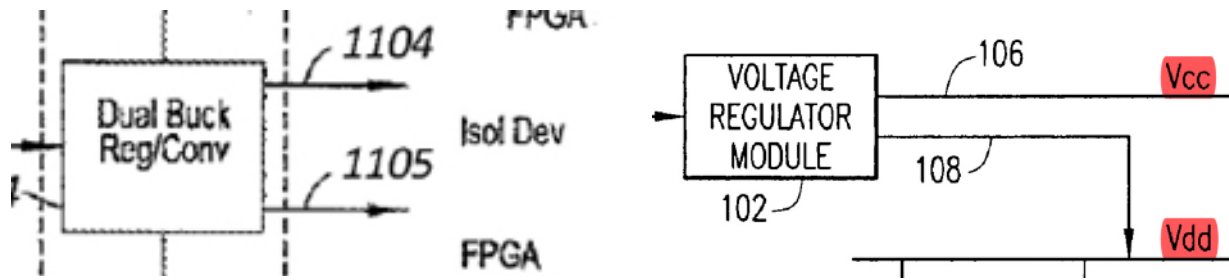 FPGA
1104
Dual Buck
Reg/Conv
Isol Dev
1105
FPGA
VOLTAGE
REGULATOR
MODULE
102
106
Vcc
108
Vdd